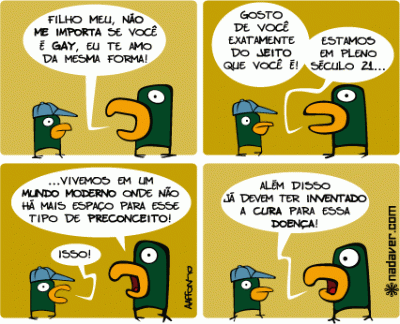 FILHO MEU, NÃO
ME IMPORTA SE VOCÊ
É GAY, EU TE AMO
DA MESMA FORMA!
GOSTO
DE VOCÊ
EXATAMENTE
DO JEITO
QUE VOCÊ É!
ESTAMOS
EM PLENO
SÉCULO 21...
...VIVEMOS EM UM
MUNDO MODERNO ONDE NÃO
HÁ MAIS ESPAÇO PARA ESSE
TIPO DE PRECONCEITO!
ISSO!
ALÉM DISSO
JÁ DEVEM TER INVENTADO
A CURA PARA ESSA
DOENÇA!
nadaver.com